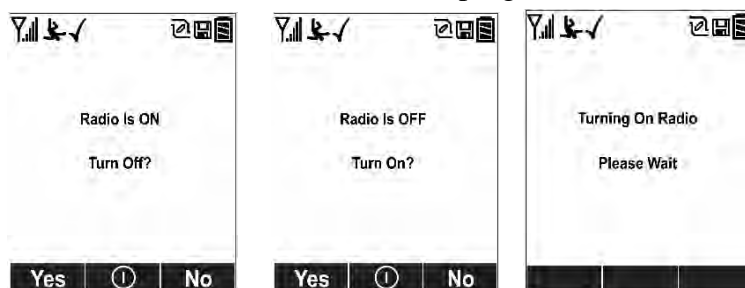 Radio Is ON
Turn Off?
Yes
No
Radio Is OFF
Turn On?
Yes
No
Turning On Radio
Please Wait